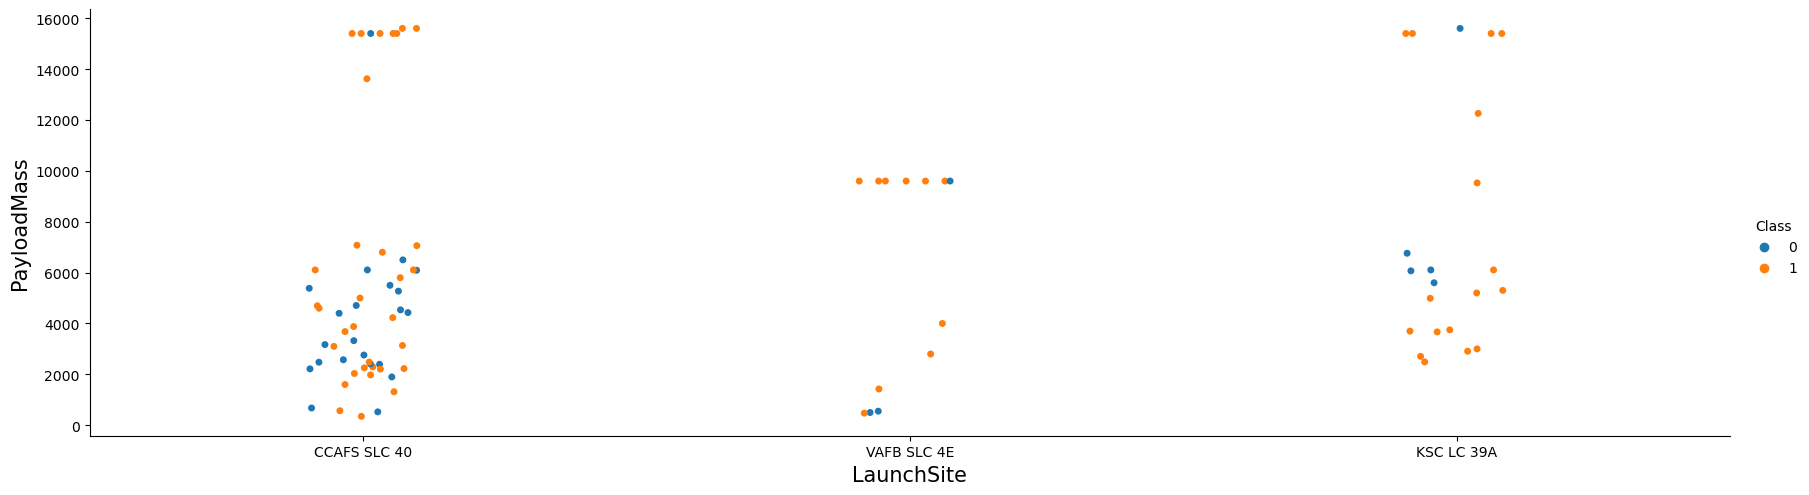 PayloadMass
16000
14000
12000
10000
8000
6000
4000
2000
0
CCAFS SLC 40
VAFB SLC 4E
KSC LC 39A
LaunchSite
Class
0
1